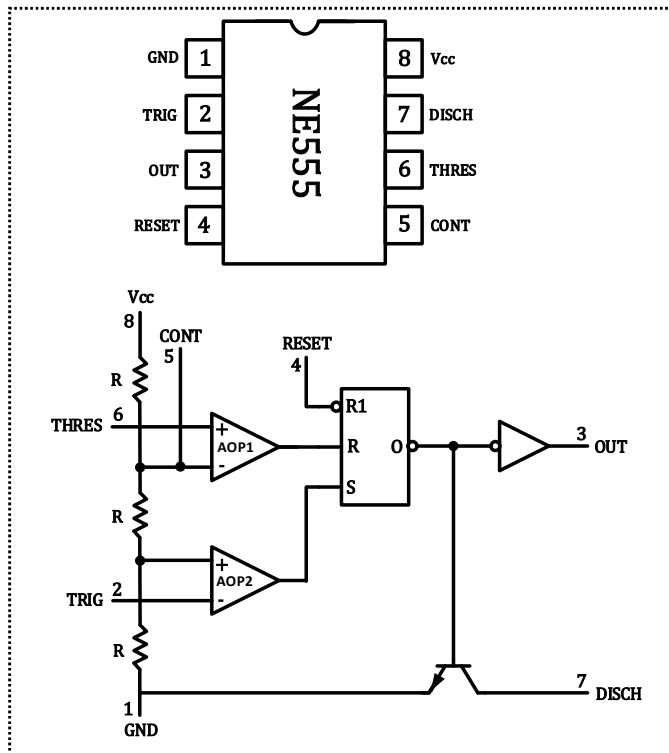 GND 1
8 Vcc
TRIG 2
7 DISCH
OUT 3
6 THRES
RESET 4
5 CONT
NE555
Vcc
8
CONT
5
RESET
4
R
THRES 6
+
AOP1
-
R1
R
O
S
3 OUT
R
+
AOP2
-
TRIG 2
R
1
GND
7 DISCH